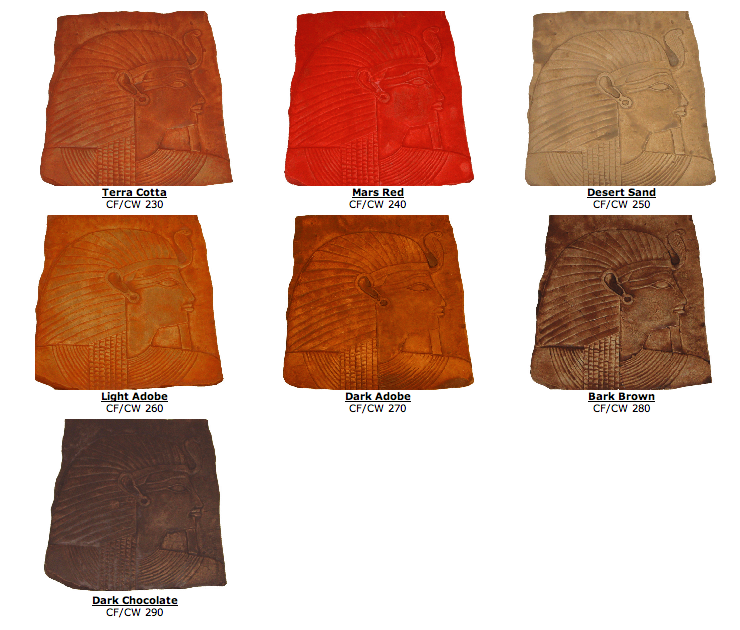 Terra Cotta
CF/CW 230
Mars Red
CF/CW 240
Desert Sand
CF/CW 250
Light Adobe
CF/CW 260
Dark Adobe
CF/CW 270
Bark Brown
CF/CW 280
Dark Chocolate
CF/CW 290